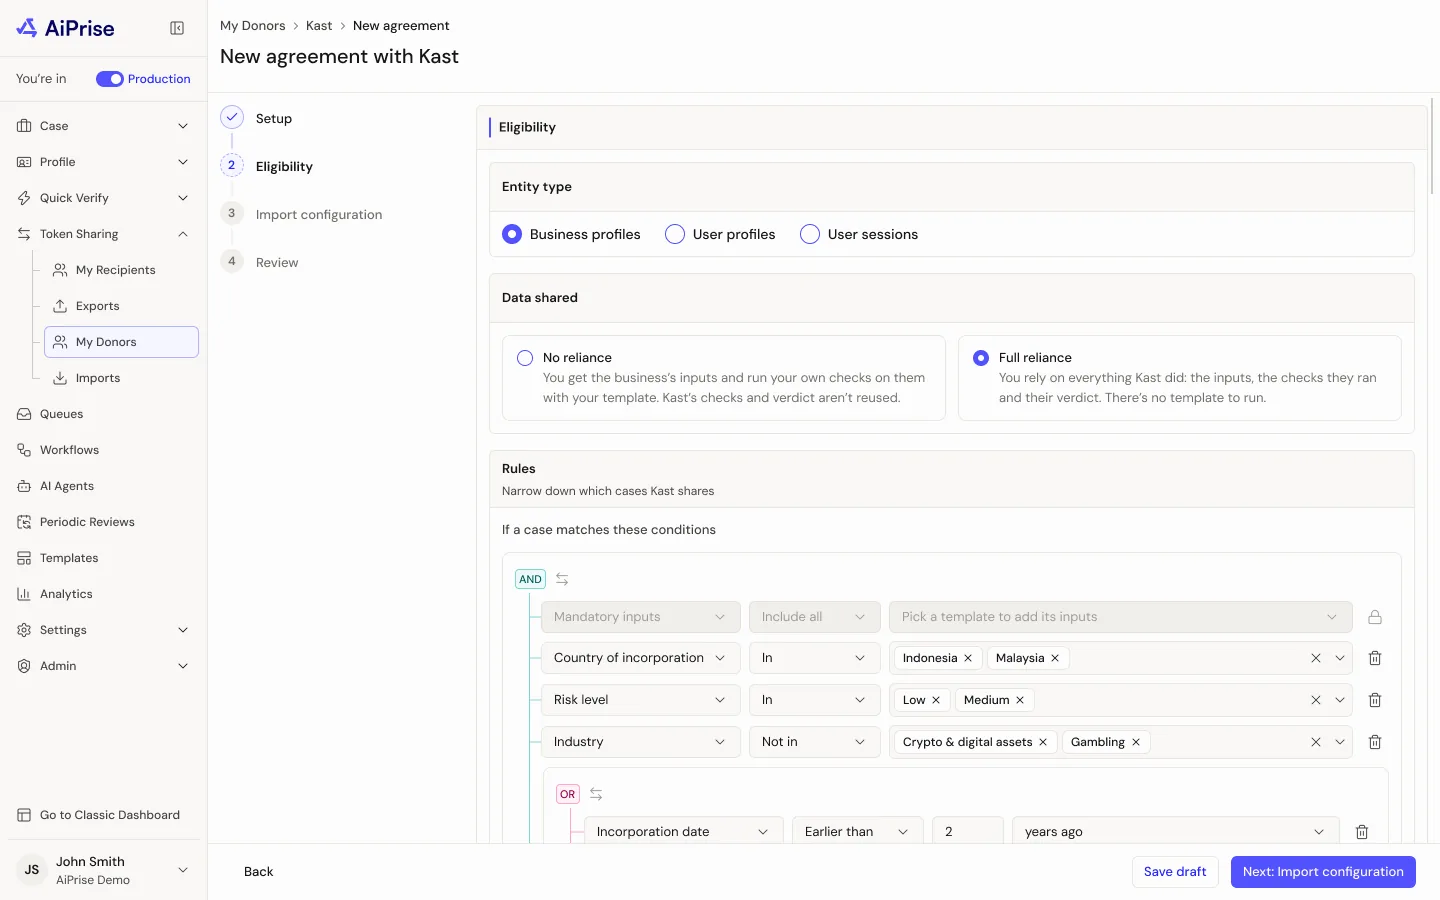 AiPrise
You're in
Production
Case
Profile
Quick Verify
Token Sharing
My Recipients
Exports
My Donors
Imports
Queues
Workflows
AI Agents
Periodic Reviews
Templates
Analytics
Settings
Admin
Go to Classic Dashboard
JS
John Smith
AiPrise Demo
My Donors > Kast > New agreement
New agreement with Kast
Setup
2 Eligibility
3 Import configuration
4 Review
Eligibility
Entity type
Business profiles User profiles User sessions
Data shared
No reliance
You get the business's inputs and run your own checks on them
with your template. Kast's checks and verdict aren't reused.
Full reliance
You rely on everything Kast did: the inputs, the checks they ran
and their verdict. There's no template to run.
Rules
Narrow down which cases Kast shares
If a case matches these conditions
AND
Mandatory inputs Include all Pick a template to add its inputs
Country of incorporation In Indonesia Malaysia
Risk level In Low Medium
Industry Not in Crypto & digital assets Gambling
OR
Incorporation date Earlier than 2 years ago
Back
Save draft
Next: Import configuration